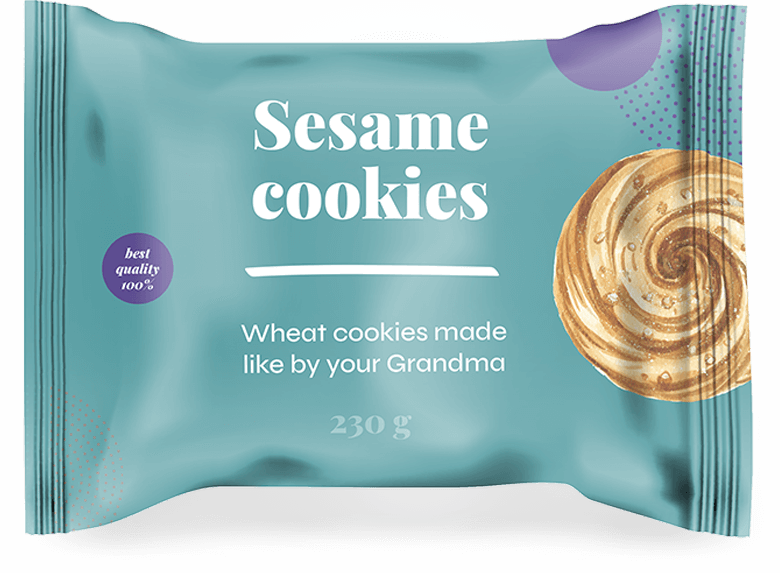 Sesame
cookies
best
quality
100%
Wheat cookies made
like by your Grandma
230 g